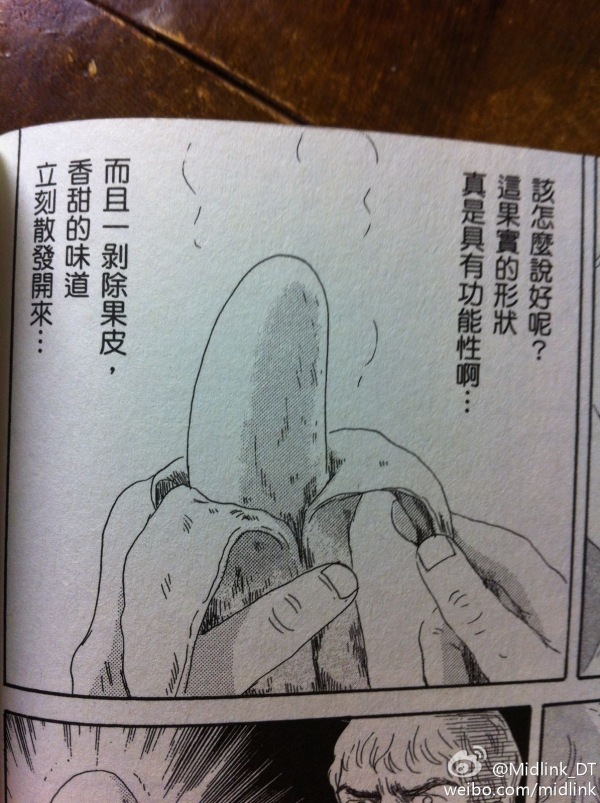 該怎麼說好呢？
這果實的形狀
真是具有功能性啊…
而且一剝除果皮，
香甜的味道
立刻散發開來…
@Midlink_DT
weibo.com/midlink